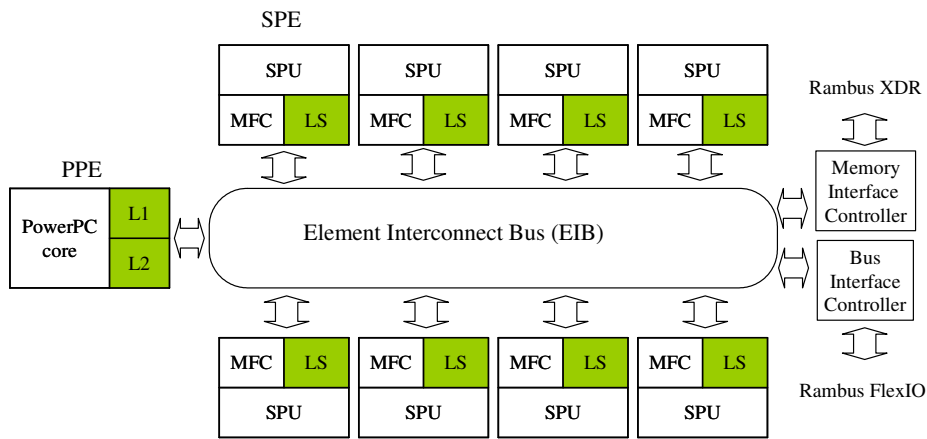 SPE
SPU SPU SPU SPU
MFC LS MFC LS MFC LS MFC LS
Rambus XDR
PPE
PowerPC
core
L1
L2
Element Interconnect Bus (EIB)
Memory
Interface
Controller
Bus
Interface
Controller
MFC LS MFC LS MFC LS MFC LS
SPU SPU SPU SPU
Rambus FlexIO